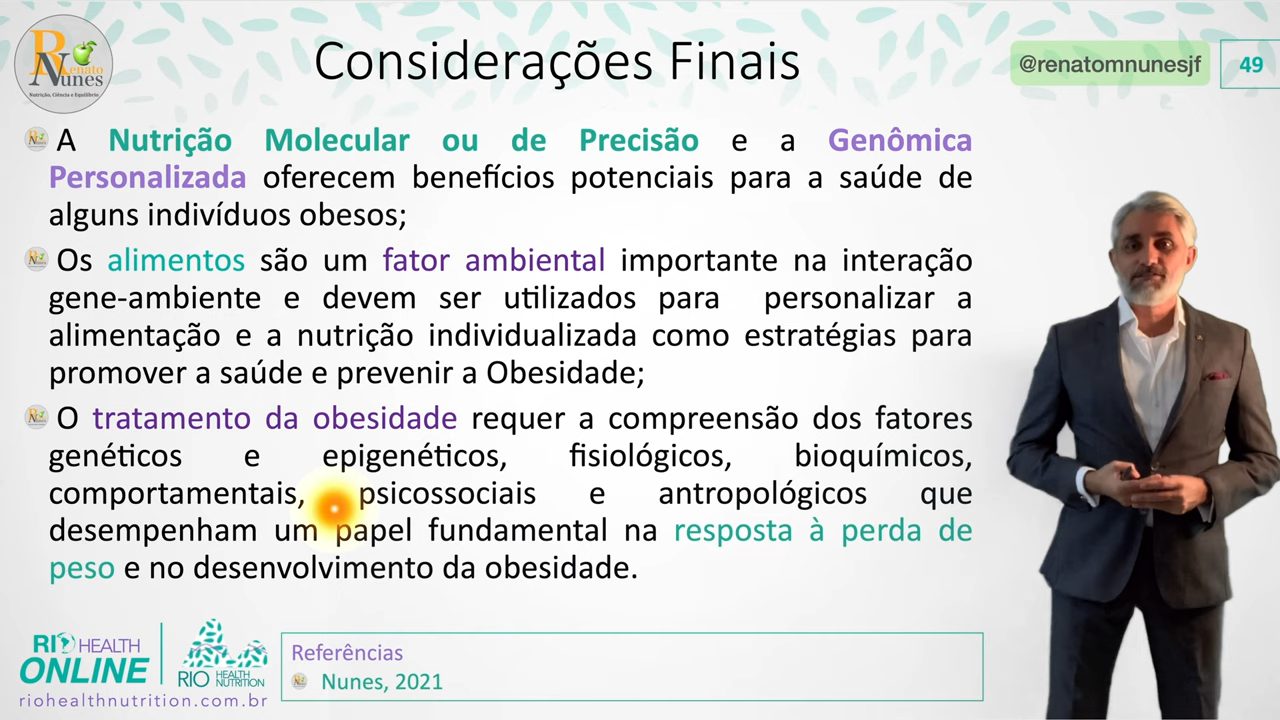 Renato
Nunes
Nutrição, Ciência e Equilíbrio
Considerações Finais
@renatomnunesjf
49
A Nutrição Molecular ou de Precisão e a Genômica
Personalizada oferecem benefícios potenciais para a saúde de
alguns indivíduos obesos;
Os alimentos são um fator ambiental importante na interação
gene-ambiente e devem ser utilizados para personalizar a
alimentação e a nutrição individualizada como estratégias para
promover a saúde e prevenir a Obesidade;
O tratamento da obesidade requer a compreensão dos fatores
genéticos e epigenéticos, fisiológicos, bioquímicos,
comportamentais, psicossociais e antropológicos que
desempenham um papel fundamental na resposta à perda de
peso e no desenvolvimento da obesidade.
RIO HEALTH
ONLINE
RIO HEALTH NUTRITION
riohealthnutrition.com.br
Referências
Nunes, 2021